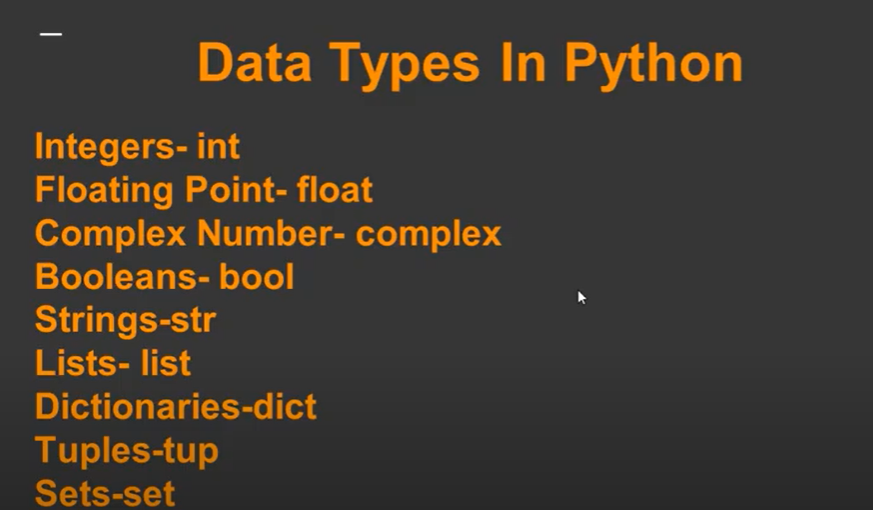 Data Types In Python
Integers- int
Floating Point- float
Complex Number- complex
Booleans- bool
Strings-str
Lists- list
Dictionaries-dict
Tuples-tup
Sets-set